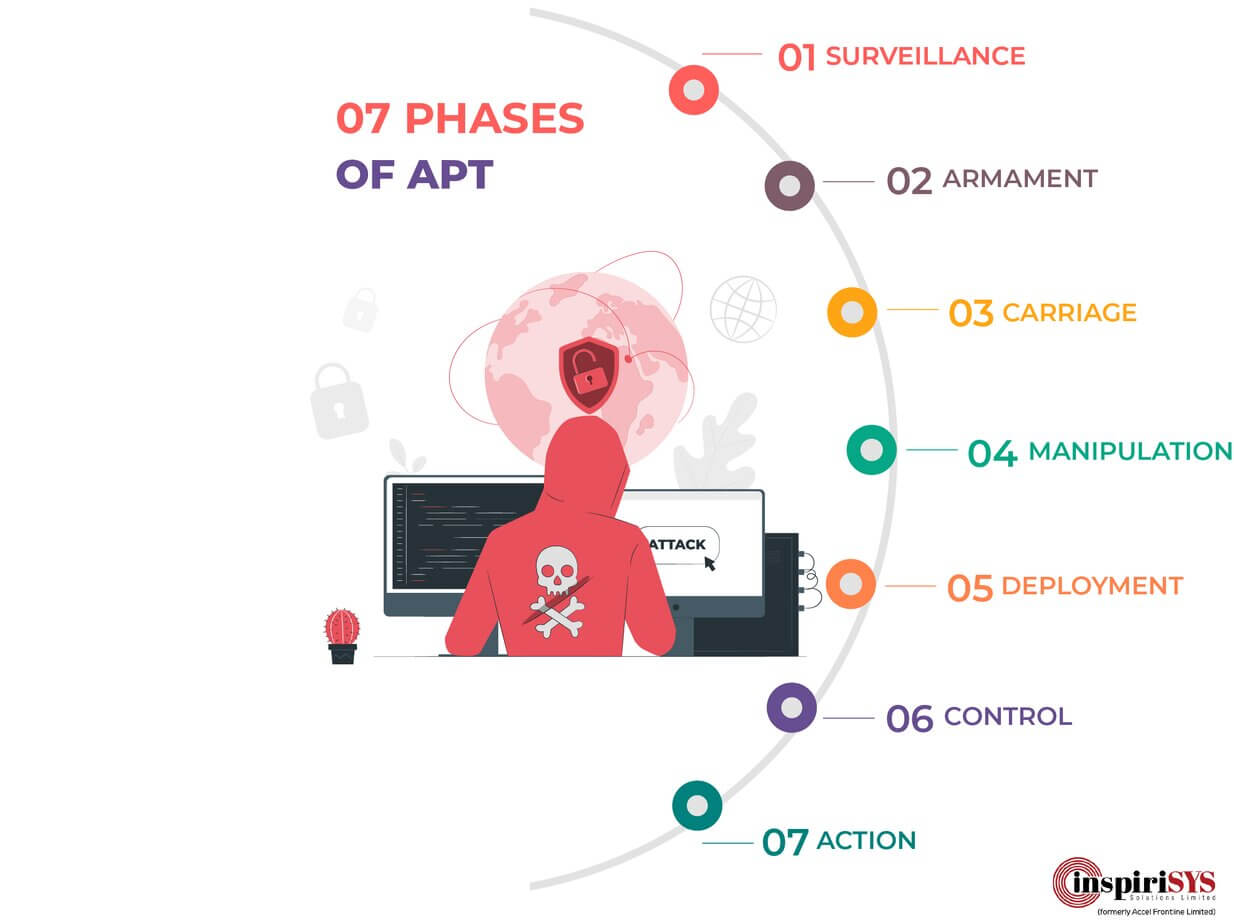 07 PHASES
OF APT
01 SURVEILLANCE
02 ARMAMENT
03 CARRIAGE
04 MANIPULATION
05 DEPLOYMENT
06 CONTROL
07 ACTION
ATTACK
inspiriSYS
Solutions Limited
(formerly Accel Frontline Limited)